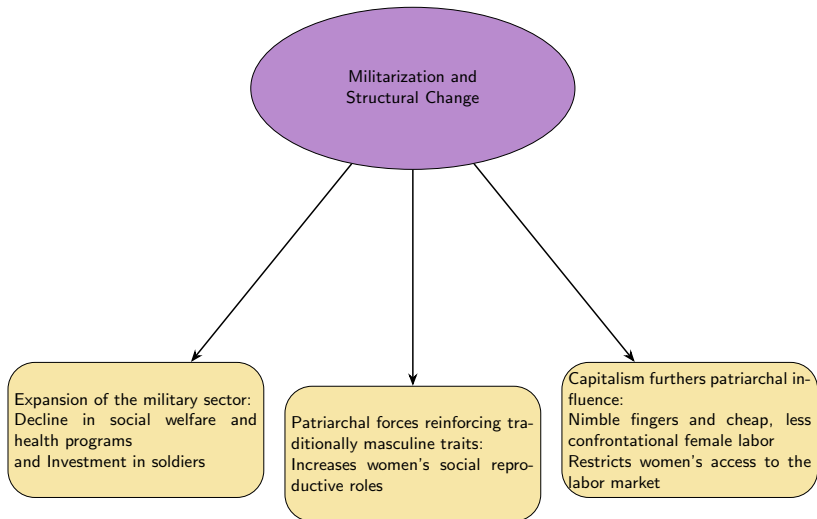 Militarization and
Structural Change
Expansion of the military sector:
Decline in social welfare and
health programs
and Investment in soldiers
Patriarchal forces reinforcing tra-
ditionally masculine traits:
Increases women's social repro-
ductive roles
Capitalism furthers patriarchal in-
fluence:
Nimble fingers and cheap, less
confrontational female labor
Restricts women's access to the
labor market